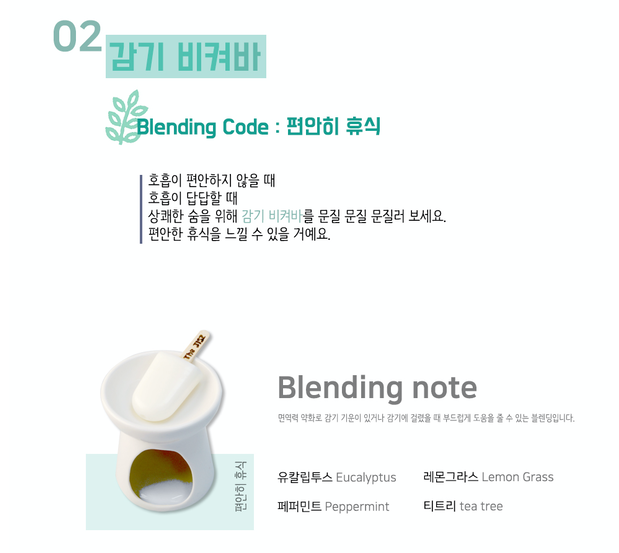 02
감기 비켜바
Blending Code : 편안히 휴식
호흡이 편안하지 않을 때
호흡이 답답할 때
상쾌한 숨을 위해 감기 비켜바를 문질 문질 문질러 보세요.
편안한 휴식을 느낄 수 있을 거예요.
Blending note
면역력 약화로 감기 기운이 있거나 감기에 걸렸을 때 부드럽게 도움을 줄 수 있는 블렌딩입니다.
편안히 휴식
유칼립투스 Eucalyptus
레몬그라스 Lemon Grass
페퍼민트 Peppermint
티트리 tea tree